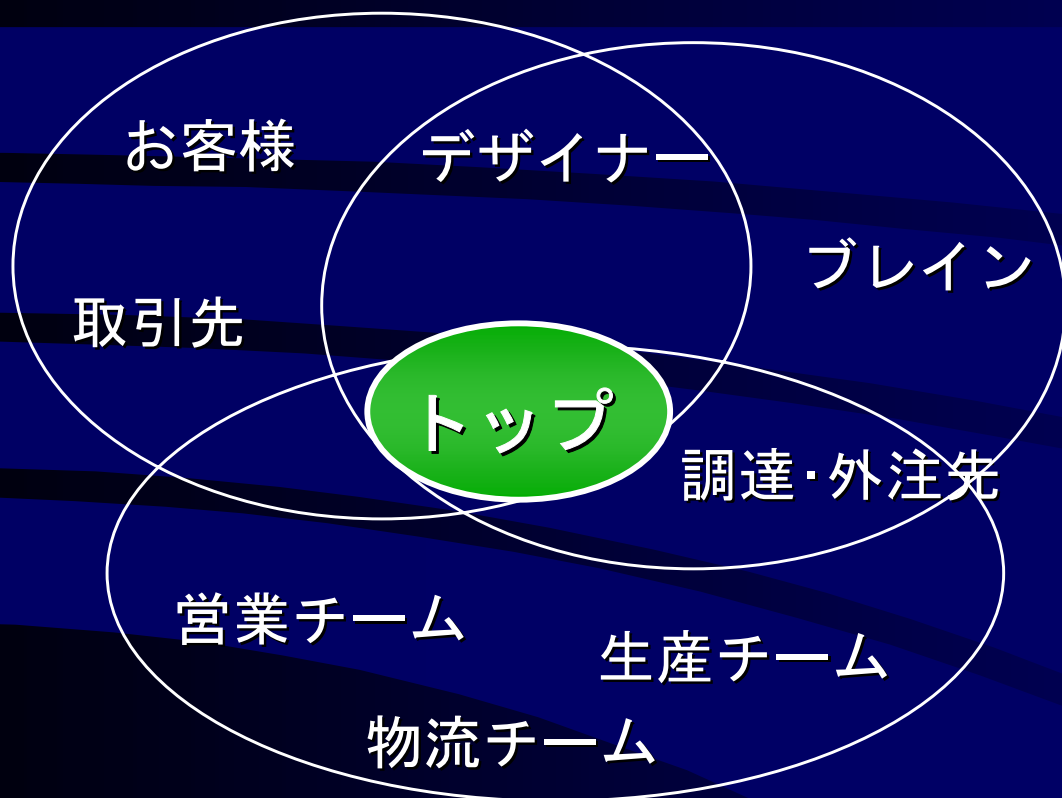 お客様
デザイナー
ブレイン
取引先
トップ
調達・外注先
営業チーム
生産チーム
物流チーム